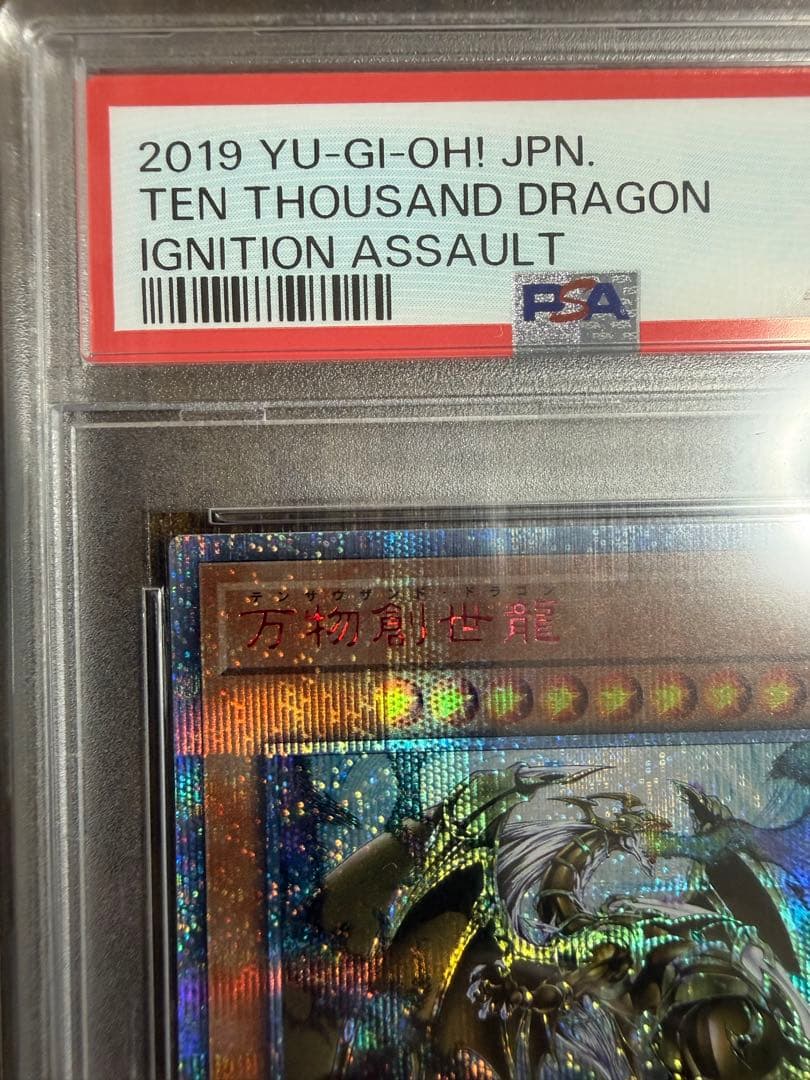 2019 YU-GI-OH! JPN.
TEN THOUSAND DRAGON
IGNITION ASSAULT
PSA
テンサウザンド・ドラゴン
万物創世龍